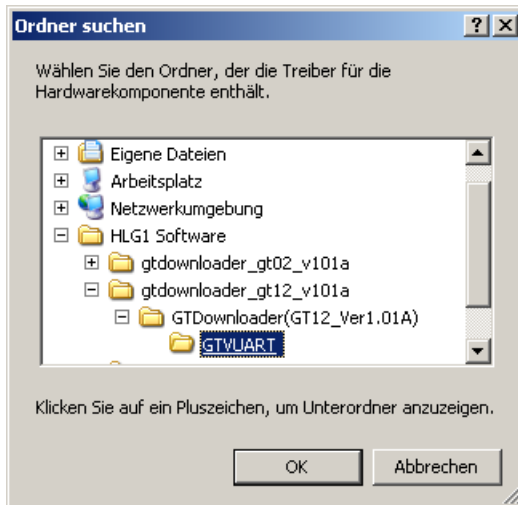 Ordner suchen
Wählen Sie den Ordner, der die Treiber für die
Hardwarekomponente enthält.
Eigene Dateien
Arbeitsplatz
Netzwerkumgebung
HLG1 Software
gtdownloader_gt02_v101a
gtdownloader_gt12_v101a
GTDownloader(GT12_Ver1.01A)
GTVUART
Klicken Sie auf ein Pluszeichen, um Unterordner anzuzeigen.
OK
Abbrechen